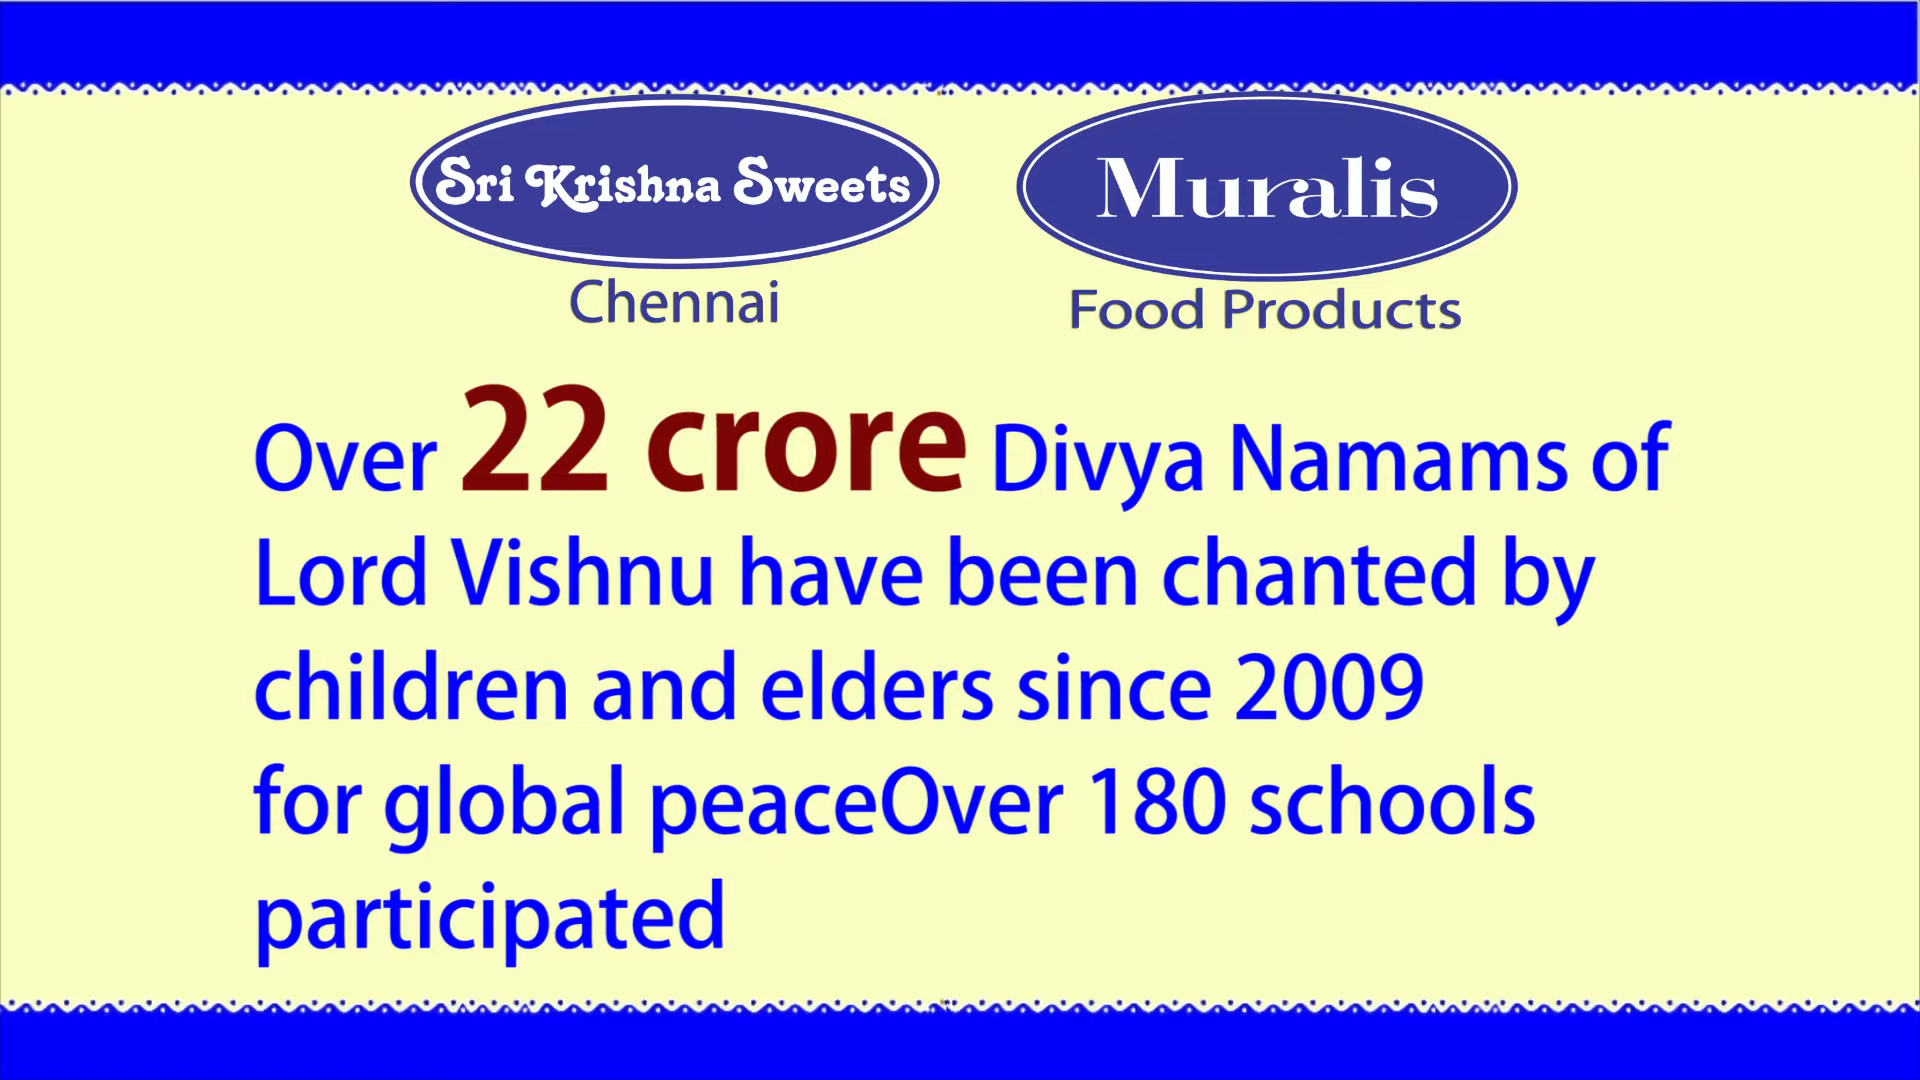 Sri Krishna Sweets
Chennai
Muralis
Food Products
Over 22 crore Divya Namams of
Lord Vishnu have been chanted by
children and elders since 2009
for global peaceOver 180 schools
participated